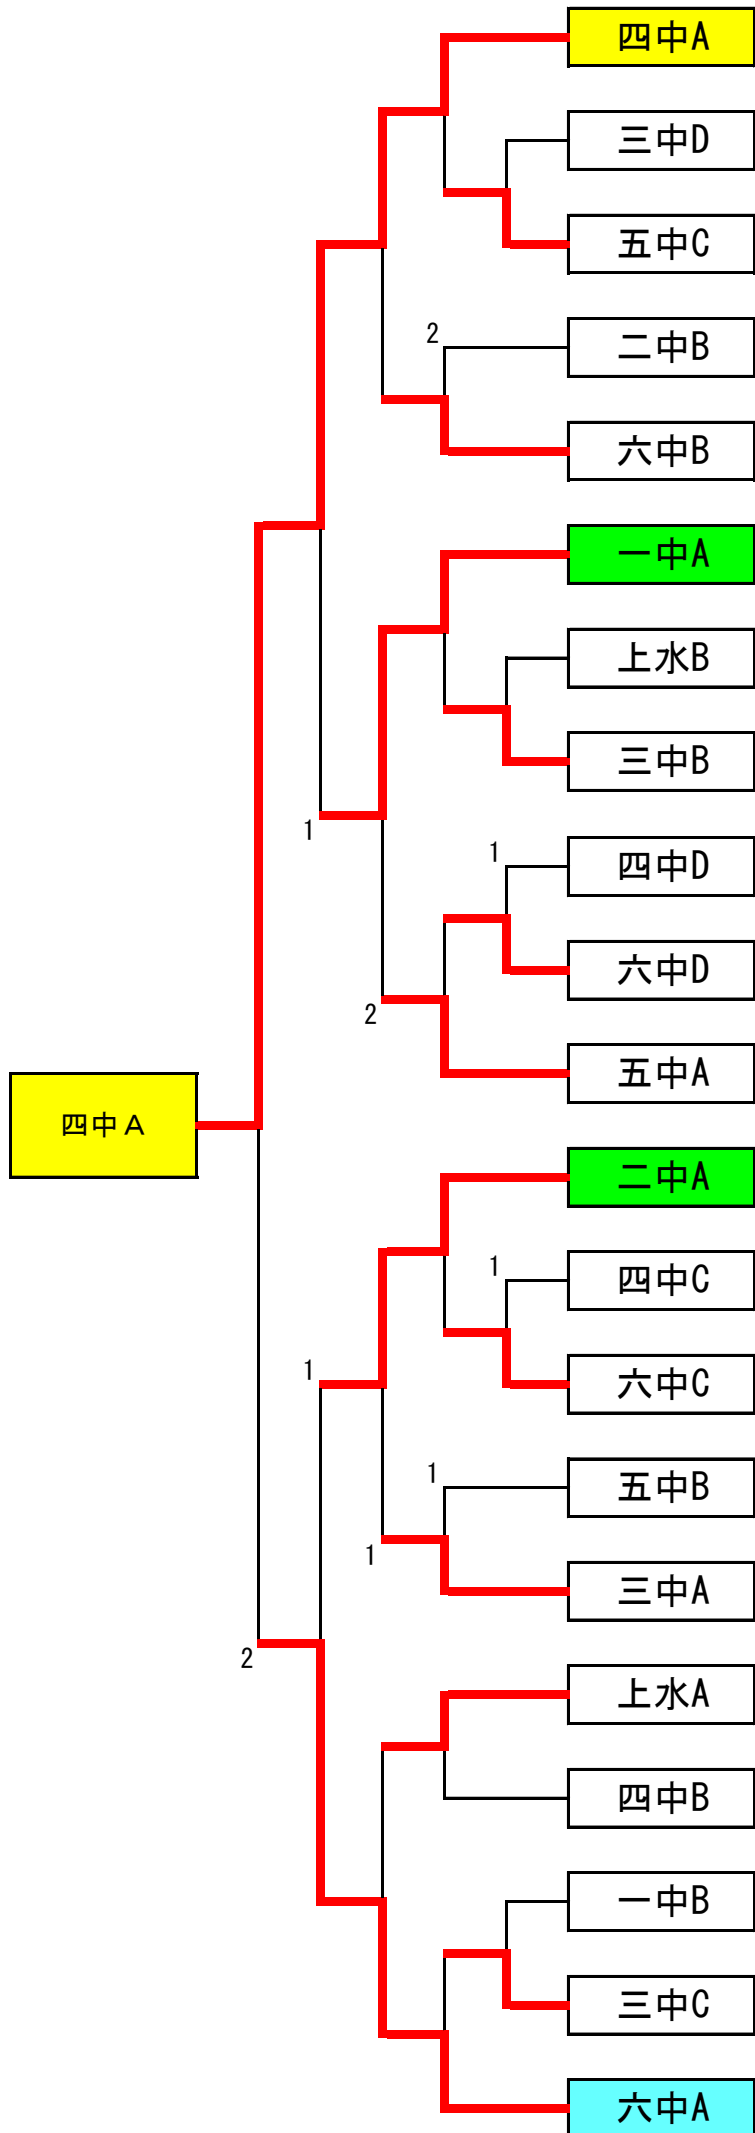 四中A
三中D
五中C
2
二中B
六中B
一中A
上水B
三中B
1
1
四中D
六中D
2
五中A
四中A
二中A
1
四中C
1
六中C
1
五中B
1
三中A
2
上水A
四中B
一中B
三中C
六中A